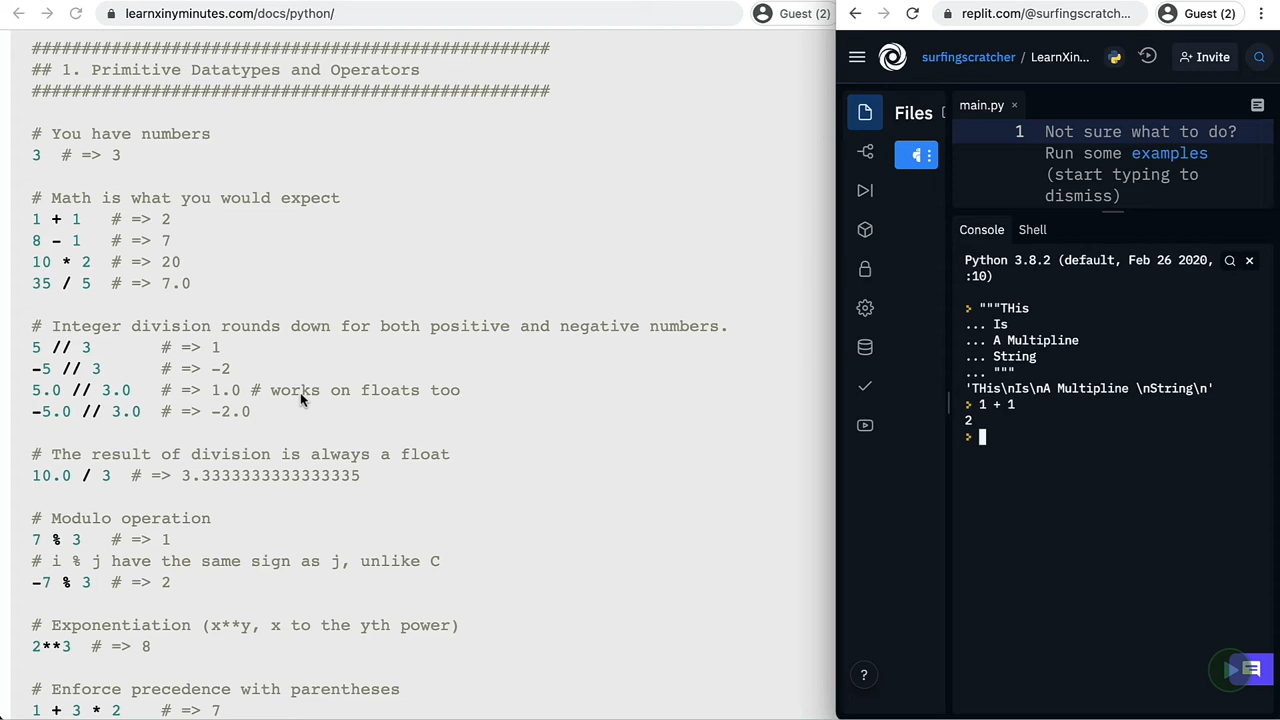 learnxinyminutes.com/docs/python/
Guest (2)
####################################################
## 1. Primitive Datatypes and Operators
####################################################
# You have numbers
3  # => 3
# Math is what you would expect
1 + 1   # => 2
8 - 1   # => 7
10 * 2  # => 20
35 / 5  # => 7.0
# Integer division rounds down for both positive and negative numbers.
5 // 3       # => 1
-5 // 3      # => -2
5.0 // 3.0   # => 1.0 # works on floats too
-5.0 // 3.0  # => -2.0
# The result of division is always a float
10.0 / 3  # => 3.3333333333333335
# Modulo operation
7 % 3   # => 1
# i % j have the same sign as j, unlike C
-7 % 3  # => 2
# Exponentiation (x**y, x to the yth power)
2**3  # => 8
# Enforce precedence with parentheses
1 + 3 * 2   # => 7
replit.com/@surfingscratch...
Guest (2)
surfingscratcher / LearnXin...
Invite
Files
main.py ×
1 Not sure what to do?
Run some examples
(start typing to
dismiss)
Console
Shell
Python 3.8.2 (default, Feb 26 2020,
:10)
> """THis
... Is
... A Multipline
... String
... """
'THis\nIs\nA Multipline \nString\n'
> 1 + 1
2
>
?